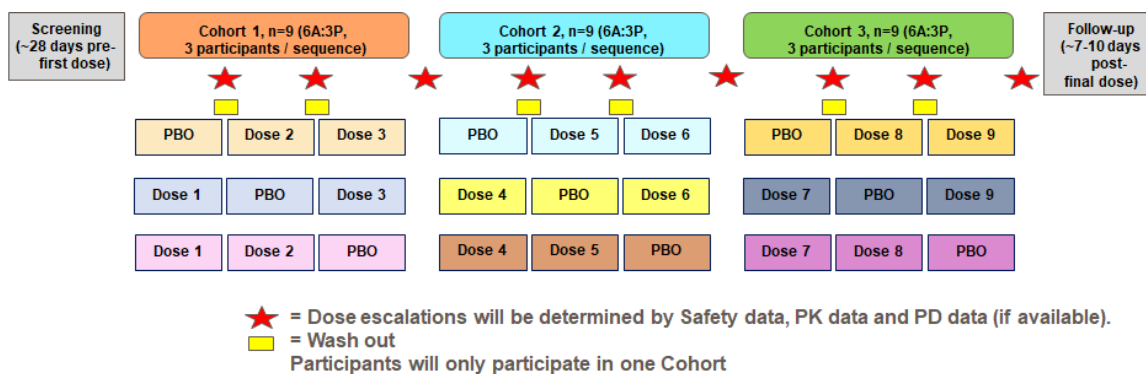 Screening
(~28 days pre-
first dose)
Cohort 1, n=9 (6A:3P,
3 participants / sequence)
Cohort 2, n=9 (6A:3P,
3 participants / sequence)
Cohort 3, n=9 (6A:3P,
3 participants / sequence)
Follow-up
(~7-10 days
post-
final dose)
PBO Dose 2 Dose 3 PBO Dose 5 Dose 6 PBO Dose 8 Dose 9
Dose 1 PBO Dose 3 Dose 4 PBO Dose 6 Dose 7 PBO Dose 9
Dose 1 Dose 2 PBO Dose 4 Dose 5 PBO Dose 7 Dose 8 PBO
= Dose escalations will be determined by Safety data, PK data and PD data (if available).
= Wash out
Participants will only participate in one Cohort